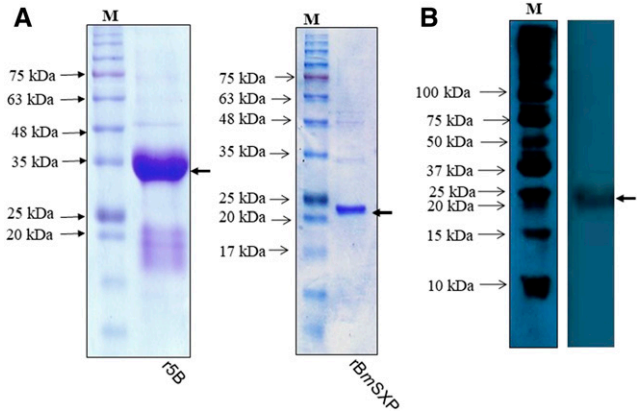 A
M
75 kDa
63 kDa
48 kDa
35 kDa
25 kDa
20 kDa
r5B
M
75 kDa
63 kDa
48 kDa
35 kDa
25 kDa
20 kDa
17 kDa
rBmSXP
B
M
100 kDa
75 kDa
50 kDa
37 kDa
25 kDa
20 kDa
15 kDa
10 kDa